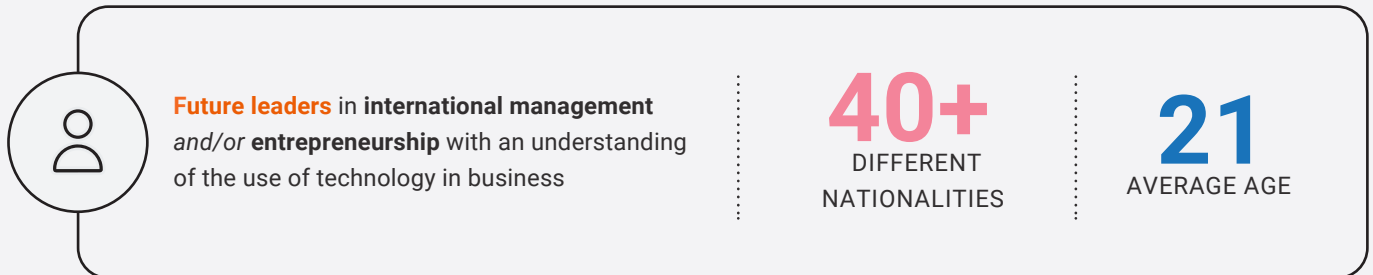 Future leaders in international management
and/or entrepreneurship with an understanding
of the use of technology in business
40+
DIFFERENT
NATIONALITIES
21
AVERAGE AGE